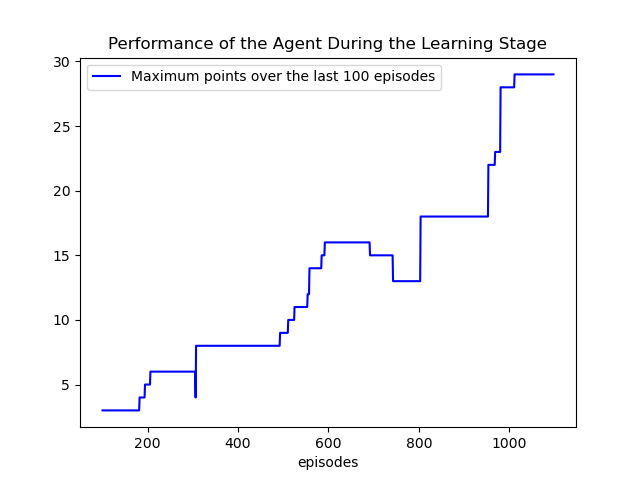 Performance of the Agent During the Learning Stage
Maximum points over the last 100 episodes
30
25
20
15
10
5
200 400 600 800 1000
episodes